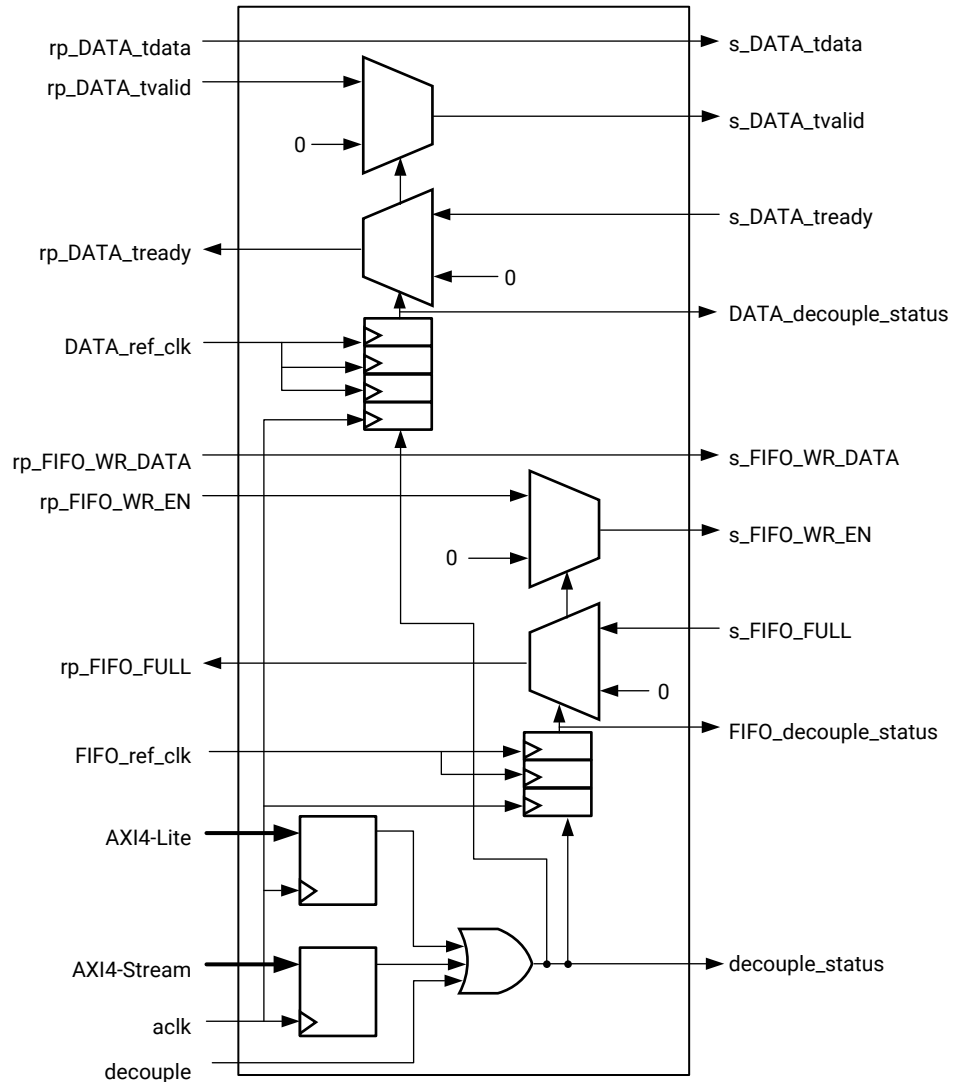 rp_DATA_tdata
s_DATA_tdata
rp_DATA_tvalid
s_DATA_tvalid
0
s_DATA_tready
rp_DATA_tready
0
DATA_decouple_status
DATA_ref_clk
rp_FIFO_WR_DATA
s_FIFO_WR_DATA
rp_FIFO_WR_EN
s_FIFO_WR_EN
0
s_FIFO_FULL
rp_FIFO_FULL
0
FIFO_decouple_status
FIFO_ref_clk
AXI4-Lite
AXI4-Stream
decouple_status
aclk
decouple